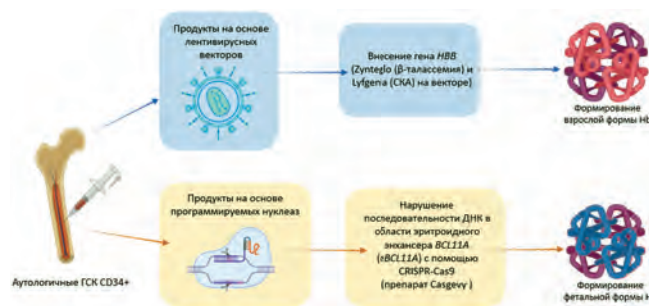 Продукты на основе
лентивирусных
векторов
Внесение гена HBB
(Zynteglo (β-талассемия) и
Lyfgenia (СКА) на векторе)
Формирование
взрослой формы Hb
Аутологичные ГСК CD34+
Продукты на основе
программируемых нуклеаз
Нарушение
последовательности ДНК в
области эритроидного
энхансера BCL11A
(εBCL11A) с помощью
CRISPR-Cas9
(препарат Casgevy )
Формирование
фетальной формы